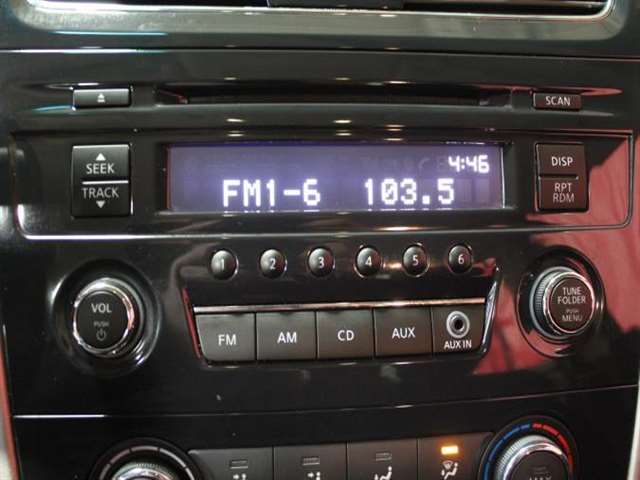 SCAN
4:46
SEEK
TRACK
DISP
RPT
RDM
FM1-6 103.5
1 2 3 4 5 6
VOL
PUSH
TUNE
FOLDER
PUSH
MENU
FM AM CD AUX
AUX IN